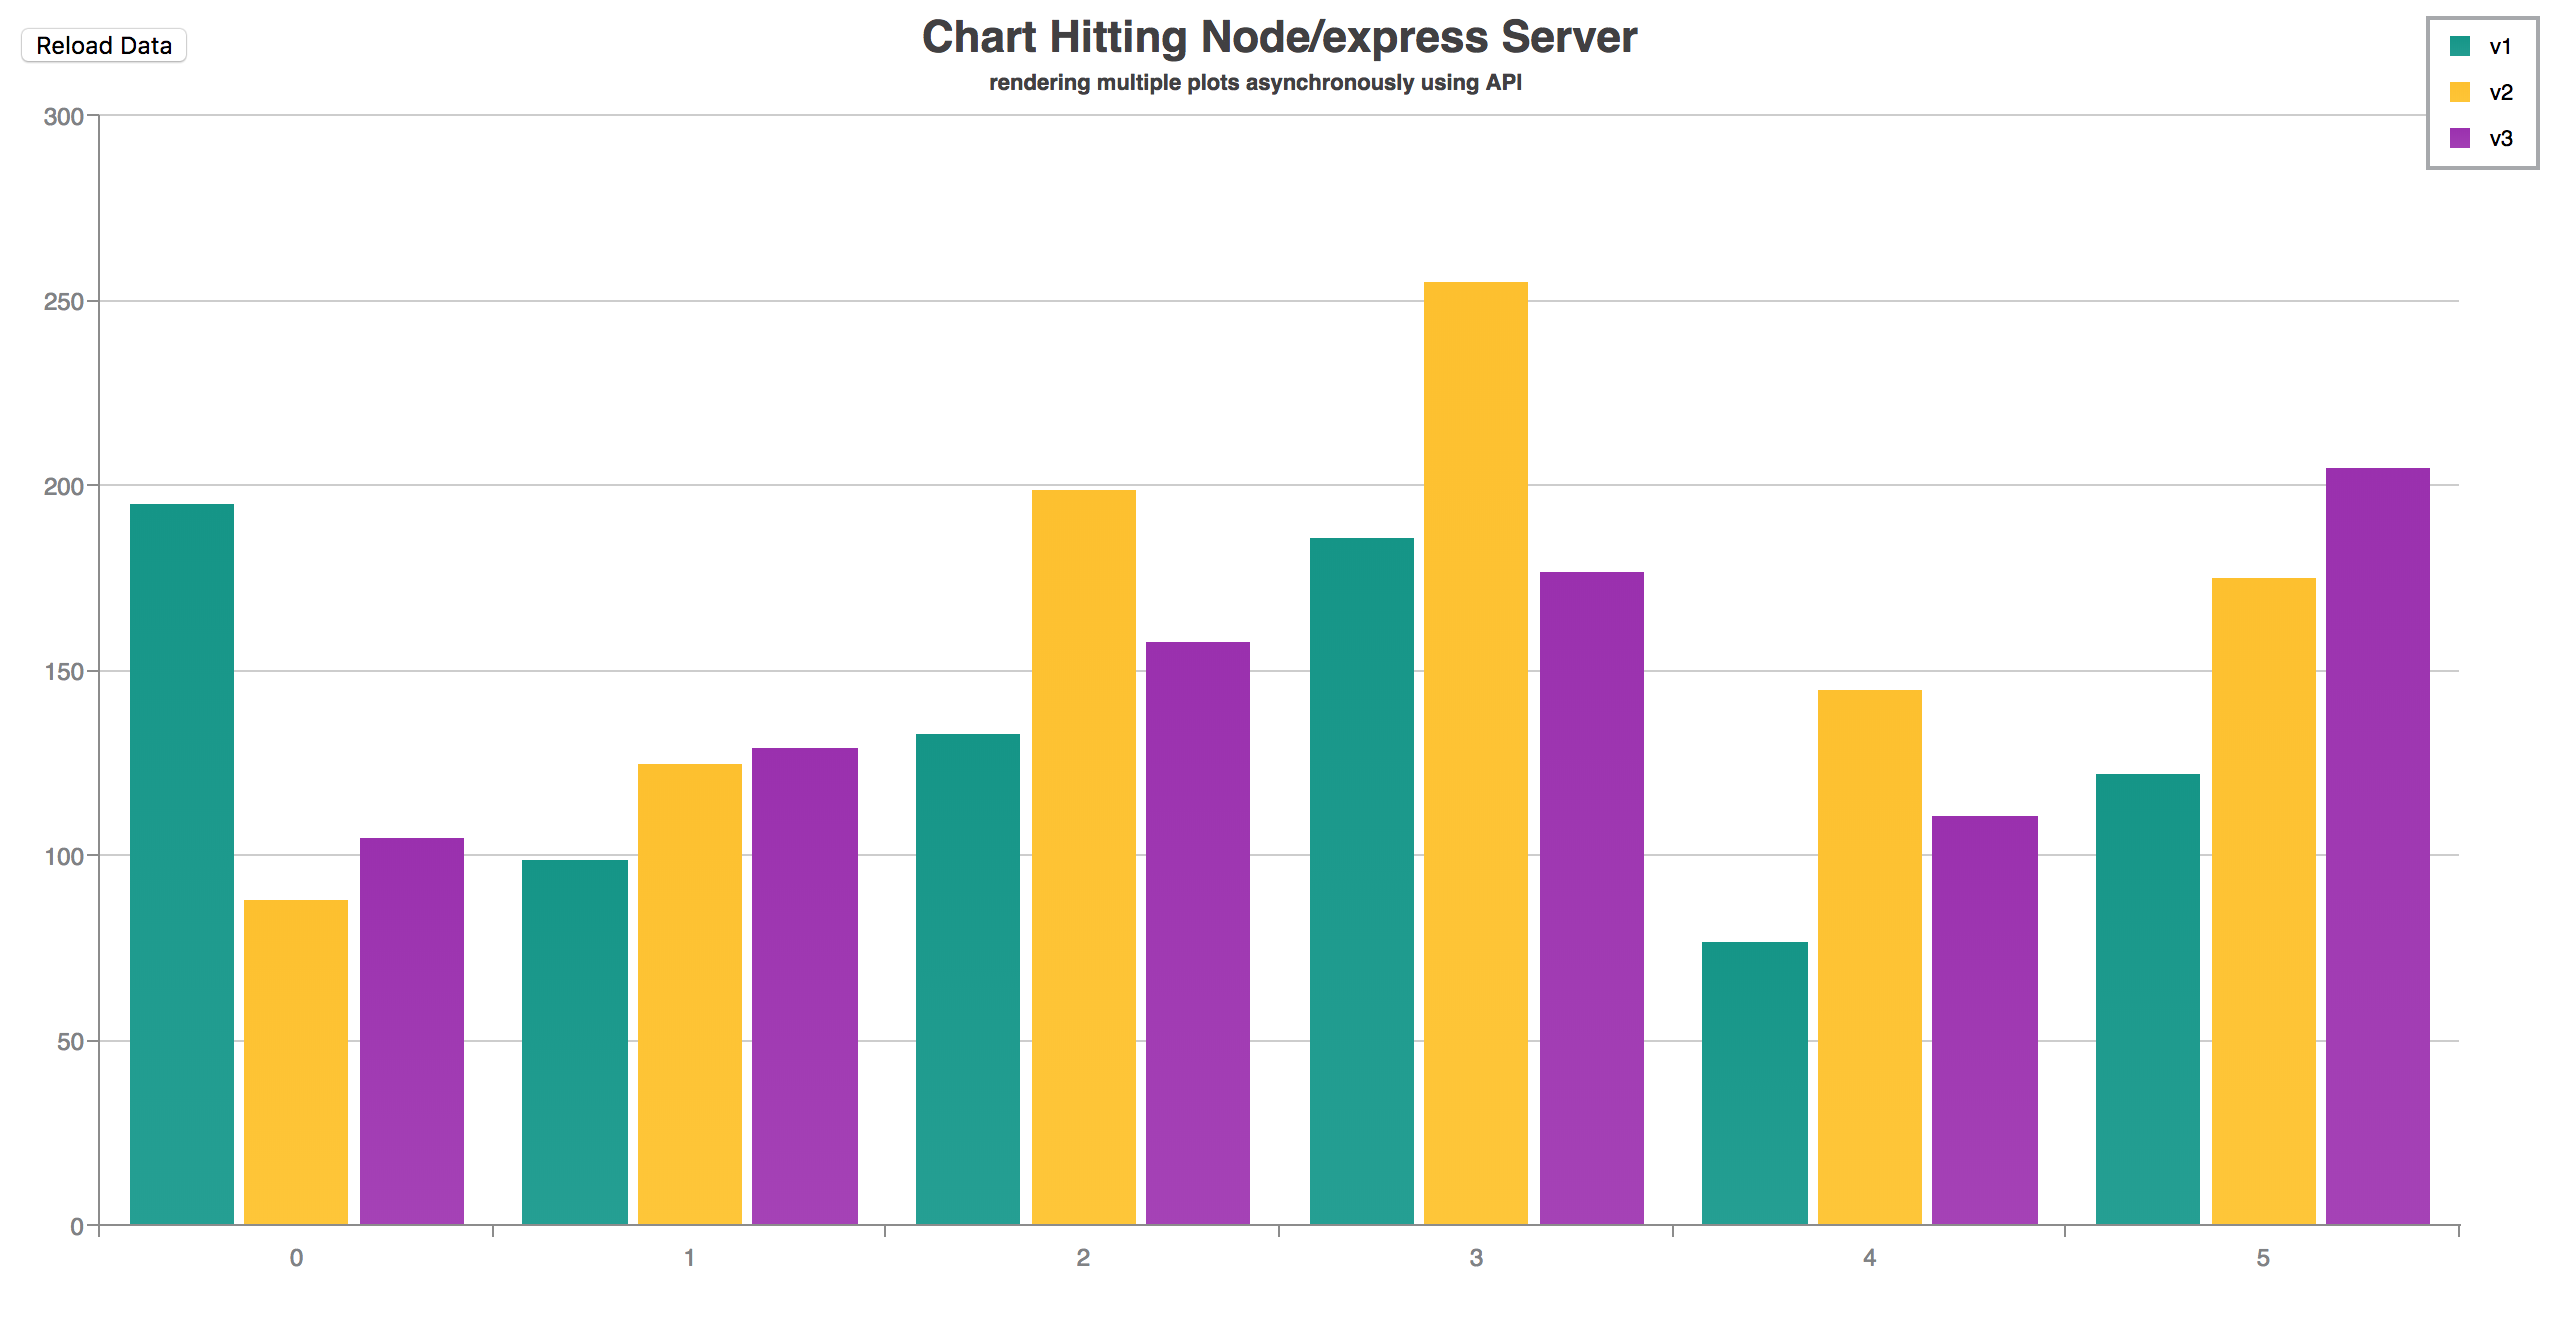 Reload Data
Chart Hitting Node/express Server
rendering multiple plots asynchronously using API
v1
v2
v3
300
250
200
150
100
50
0
0 1 2 3 4 5